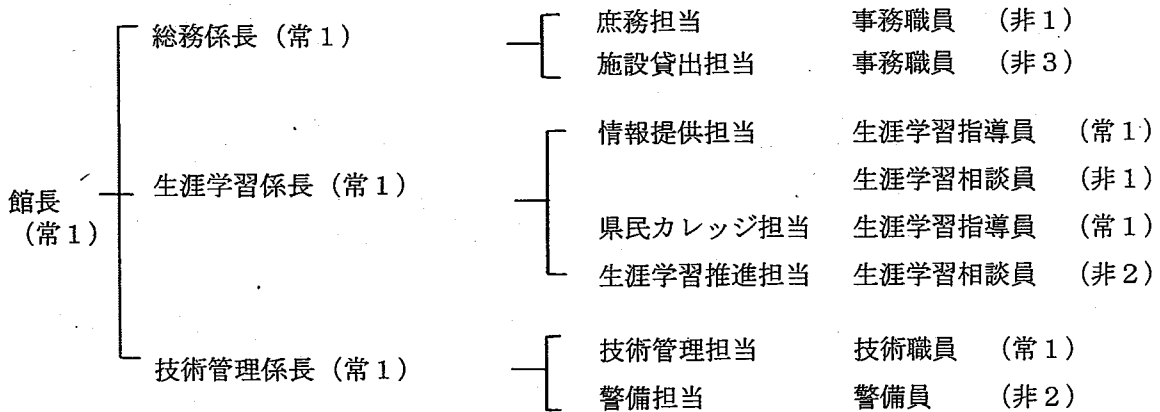 総務係長（常１）
庶務担当　事務職員　（非１）
施設貸出担当　事務職員　（非３）
館長
（常１）
生涯学習係長（常１）
情報提供担当　生涯学習指導員　（常１）
生涯学習相談員　（非１）
県民カレッジ担当　生涯学習指導員　（常１）
生涯学習推進担当　生涯学習相談員　（非２）
技術管理係長（常１）
技術管理担当　技術職員　（常１）
警備担当　警備員　（非２）